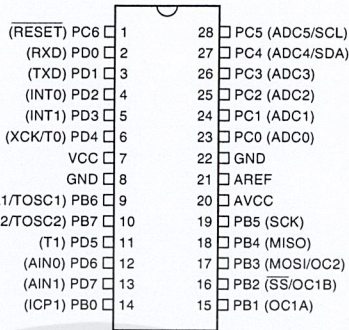 (RESET) PC6 1 28 PC5 (ADC5/SCL)
(RXD) PD0 2 27 PC4 (ADC4/SDA)
(TXD) PD1 3 26 PC3 (ADC3)
(INT0) PD2 4 25 PC2 (ADC2)
(INT1) PD3 5 24 PC1 (ADC1)
(XCK/T0) PD4 6 23 PC0 (ADC0)
VCC 7 22 GND
GND 8 21 AREF
1/TOSC1) PB6 9 20 AVCC
2/TOSC2) PB7 10 19 PB5 (SCK)
(T1) PD5 11 18 PB4 (MISO)
(AIN0) PD6 12 17 PB3 (MOSI/OC2)
(AIN1) PD7 13 16 PB2 (SS/OC1B)
(ICP1) PB0 14 15 PB1 (OC1A)